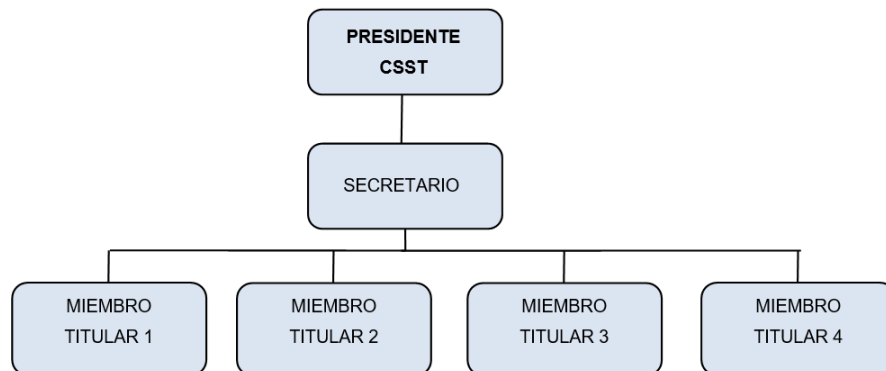 PRESIDENTE
CSST
SECRETARIO
MIEMBRO
TITULAR 1
MIEMBRO
TITULAR 2
MIEMBRO
TITULAR 3
MIEMBRO
TITULAR 4